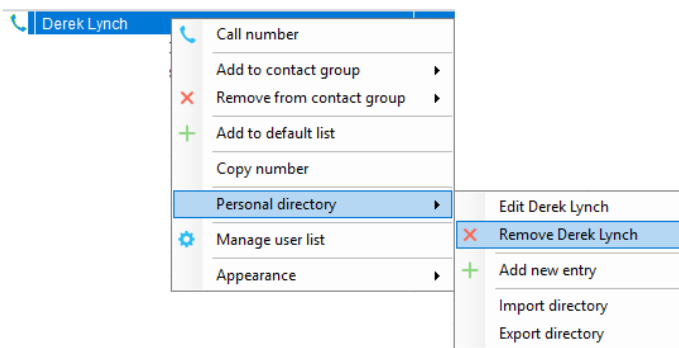 Derek Lynch
Call number
Add to contact group
Remove from contact group
Add to default list
Copy number
Personal directory
Manage user list
Appearance
Edit Derek Lynch
Remove Derek Lynch
Add new entry
Import directory
Export directory